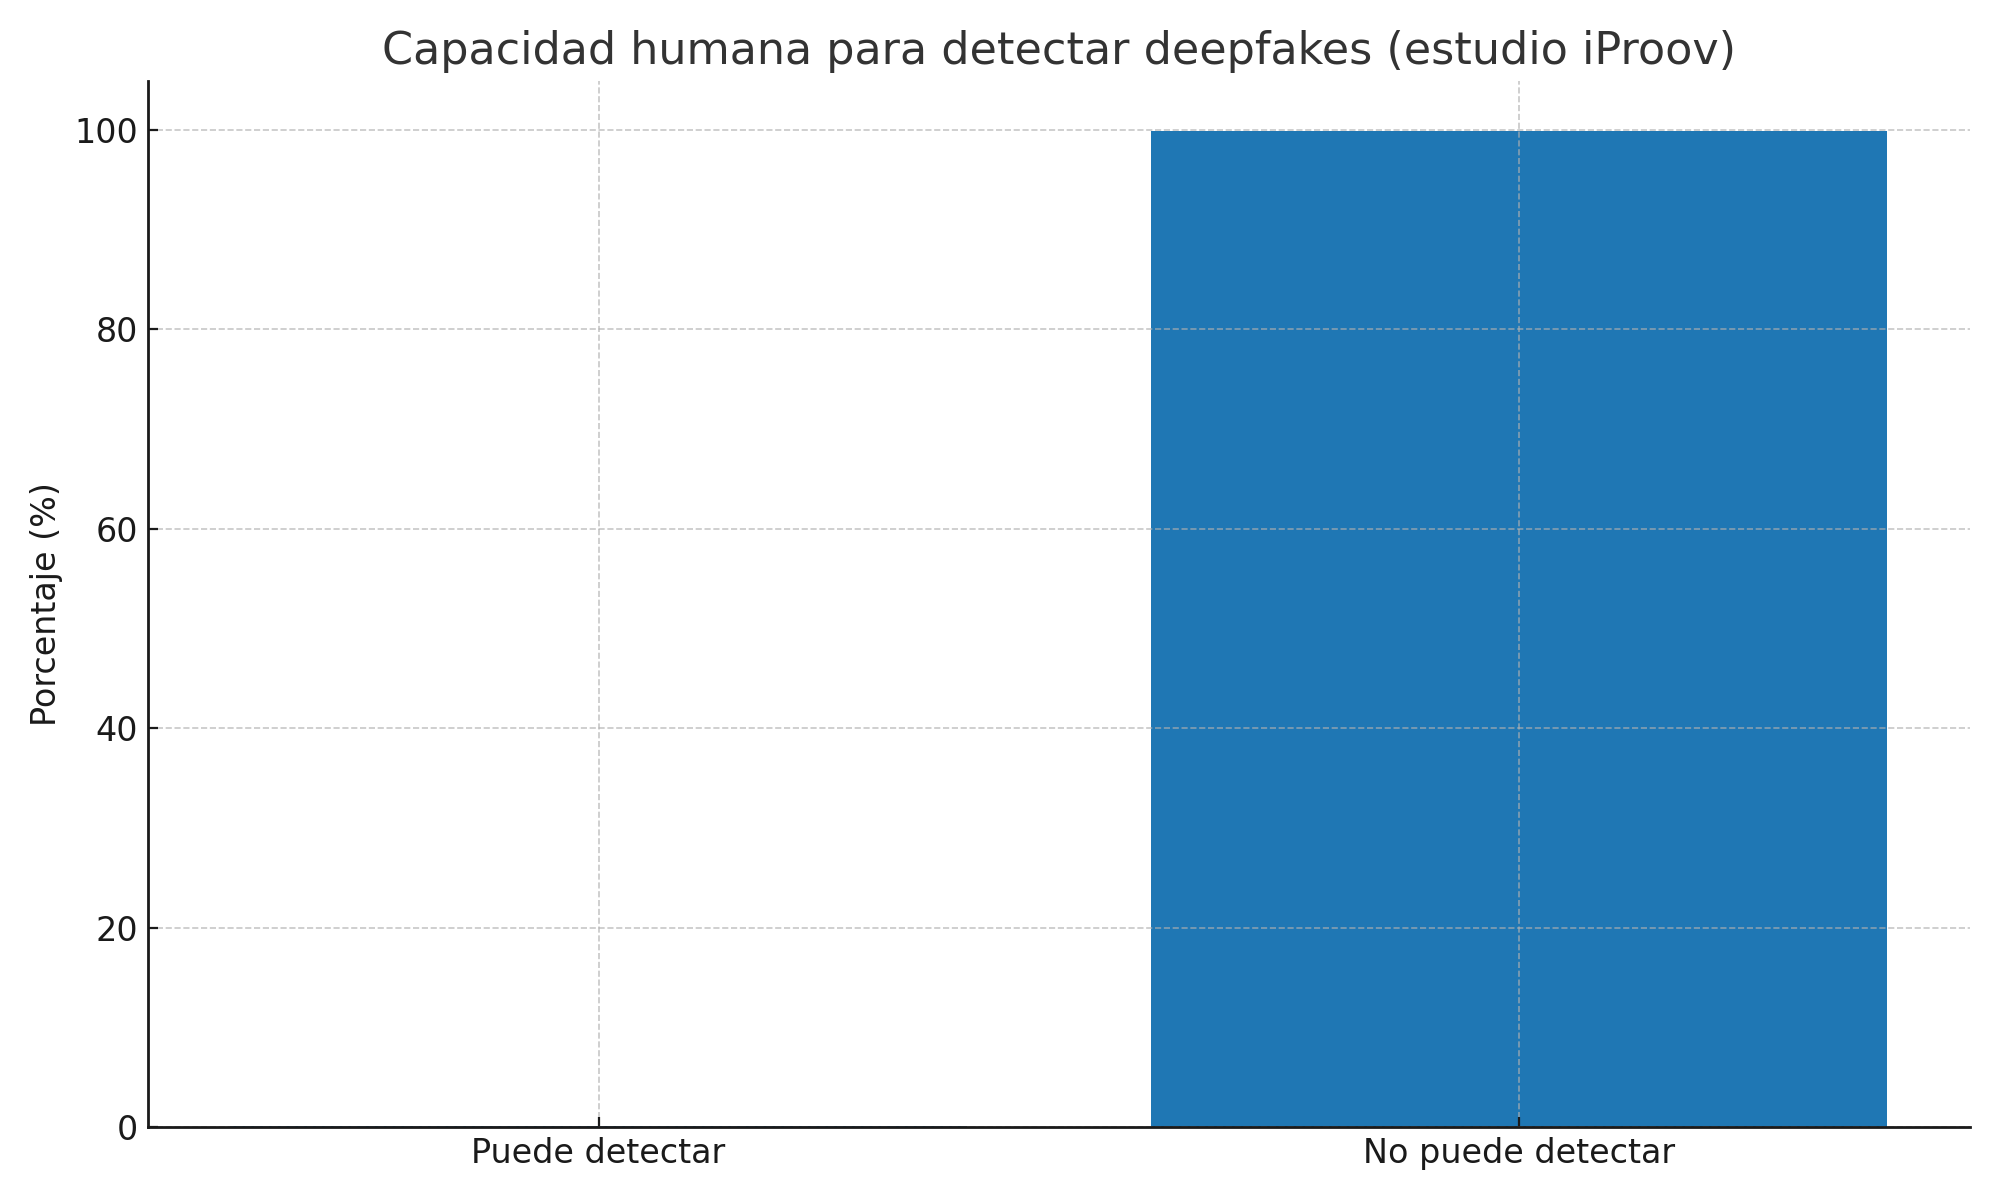 Capacidad humana para detectar deepfakes (estudio iProov)
Porcentaje (%)
100
80
60
40
20
0
Puede detectar
No puede detectar